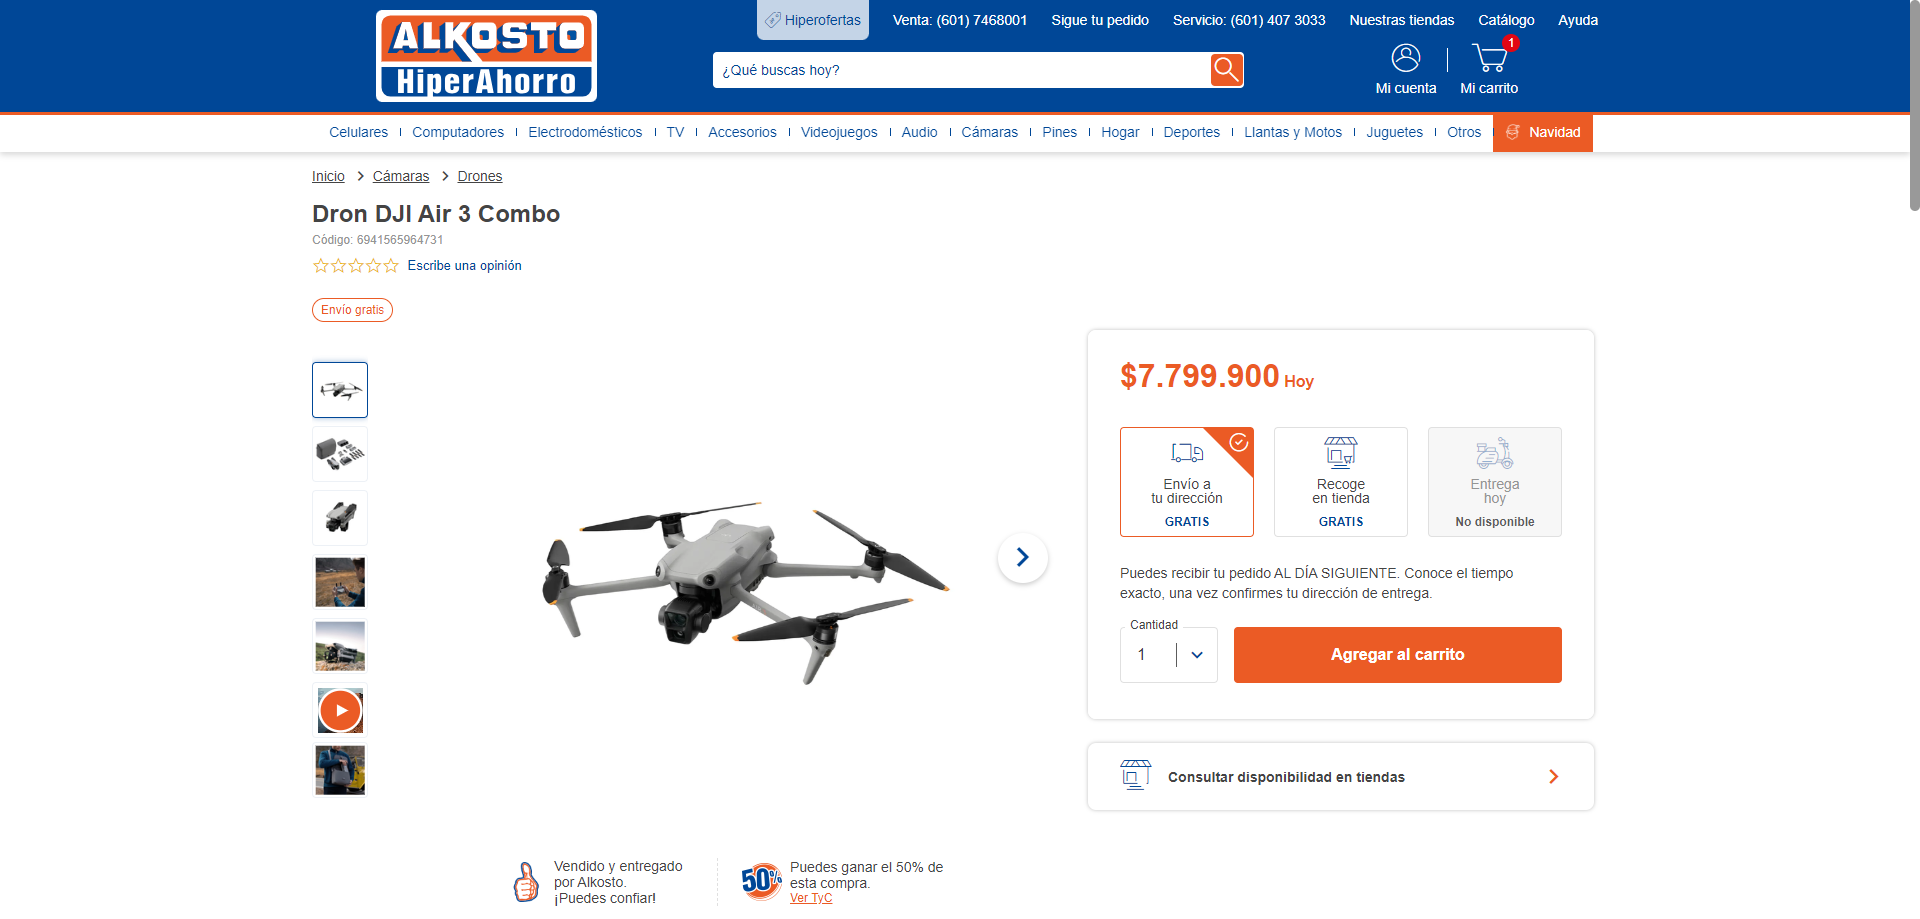 ALKOSTO
HiperAhorro
Hiperofertas
Venta: (601) 7468001
Sigue tu pedido
Servicio: (601) 407 3033
Nuestras tiendas
Catálogo
Ayuda
¿Qué buscas hoy?
Mi cuenta
1
Mi carrito
Celulares
Computadores
Electrodomésticos
TV
Accesorios
Videojuegos
Audio
Cámaras
Pines
Hogar
Deportes
Llantas y Motos
Juguetes
Otros
Navidad
Inicio
Cámaras
Drones
Dron DJI Air 3 Combo
Código: 6941565964731
Escribe una opinión
Envío gratis
$7.799.900 Hoy
Envío a
tu dirección
GRATIS
Recoge
en tienda
GRATIS
Entrega
hoy
No disponible
Puedes recibir tu pedido AL DÍA SIGUIENTE. Conoce el tiempo
exacto, una vez confirmes tu dirección de entrega.
Cantidad
1
Agregar al carrito
Consultar disponibilidad en tiendas
Vendido y entregado
por Alkosto.
¡Puedes confiar!
50%
Puedes ganar el 50% de
esta compra.
Ver TyC